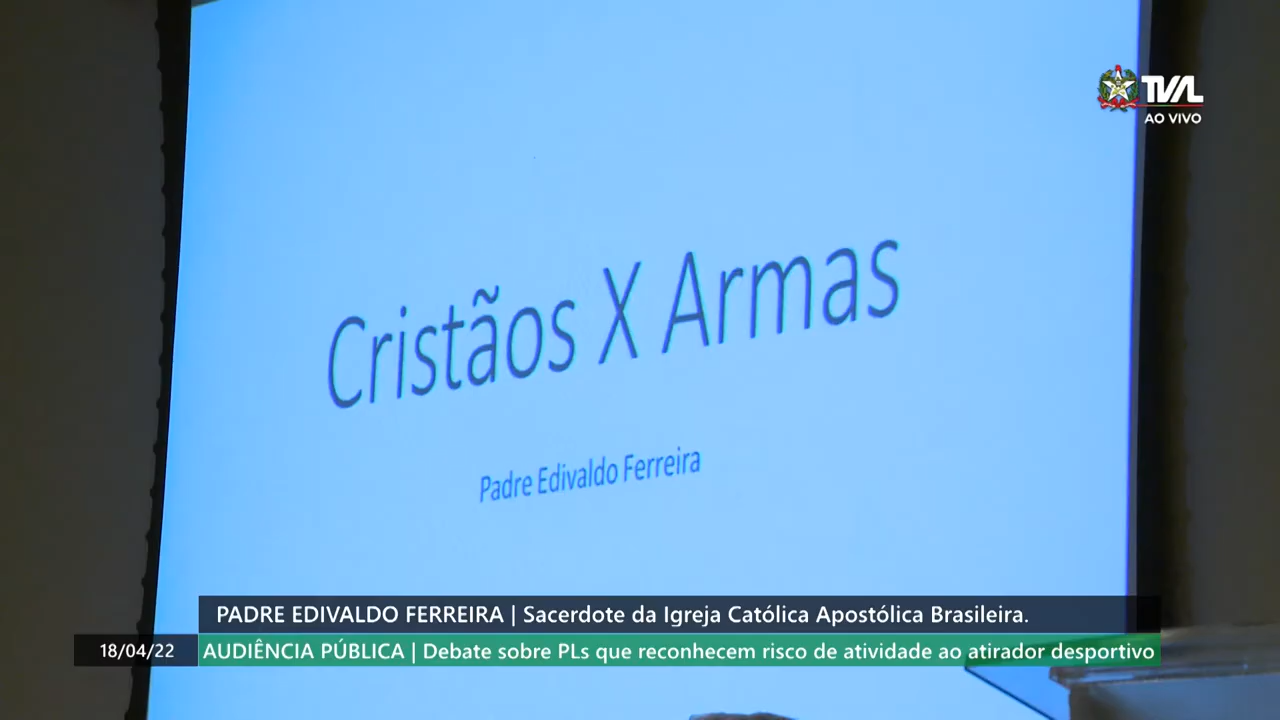 TVAL
AO VIVO
Cristãos X Armas
Padre Edivaldo Ferreira
PADRE EDIVALDO FERREIRA | Sacerdote da Igreja Católica Apostólica Brasileira.
18/04/22 AUDIÊNCIA PÚBLICA | Debate sobre PLs que reconhecem risco de atividade ao atirador desportivo